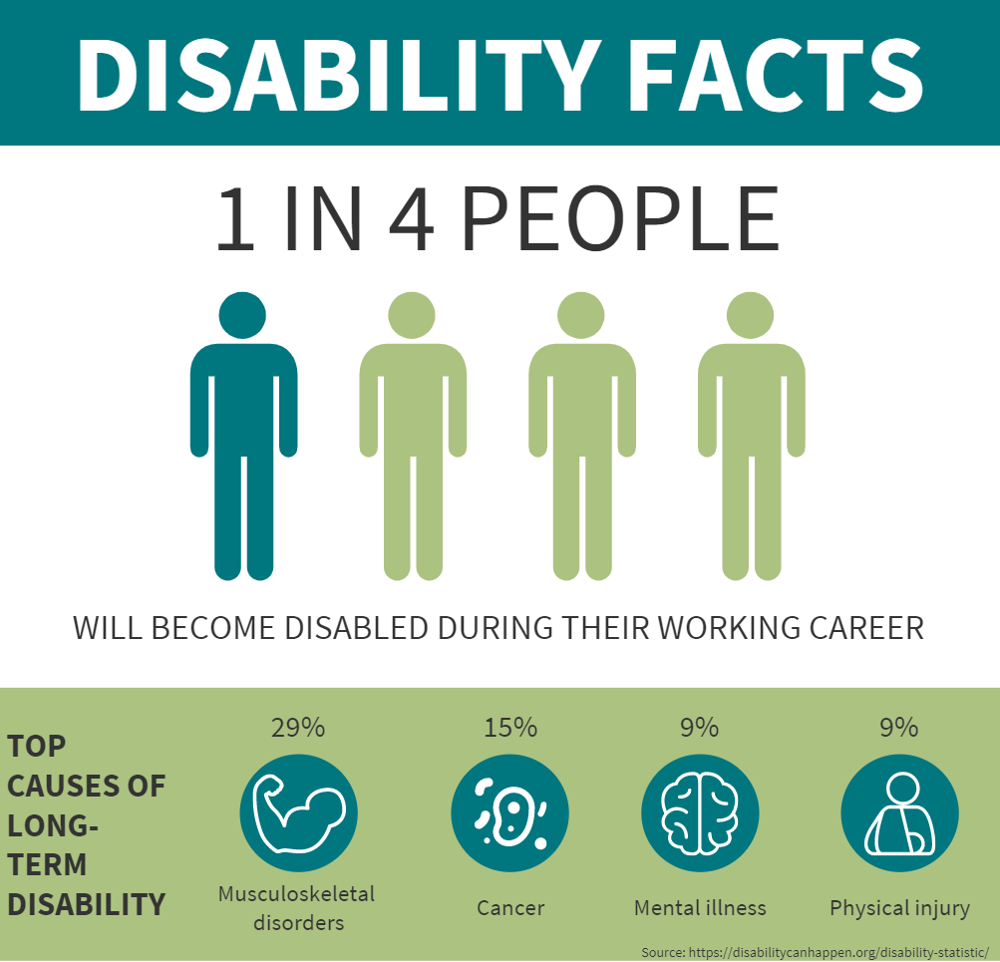 DISABILITY FACTS
1 IN 4 PEOPLE
WILL BECOME DISABLED DURING THEIR WORKING CAREER
TOP
CAUSES OF
LONG-
TERM
DISABILITY
29%
Musculoskeletal
disorders
15%
Cancer
9%
Mental illness
9%
Physical injury
Source: https://disabilitycanhappen.org/disability-statistic/